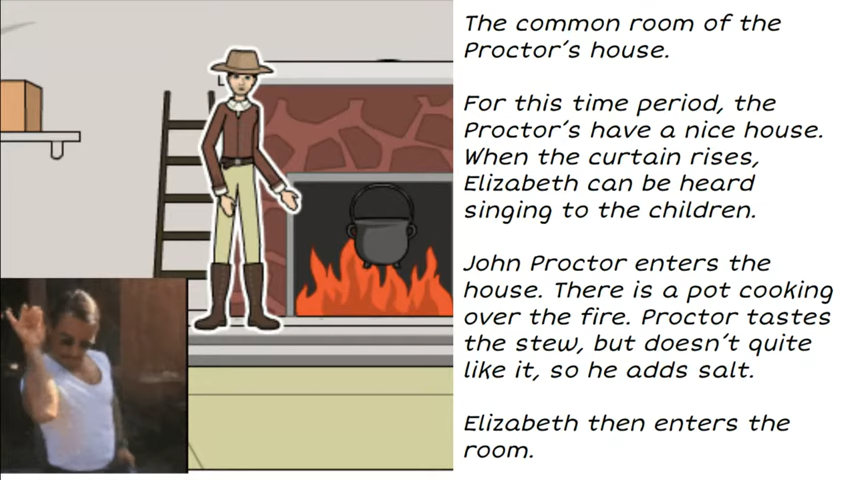 The common room of the
Proctor's house.
For this time period, the
Proctor's have a nice house.
When the curtain rises,
Elizabeth can be heard
singing to the children.
John Proctor enters the
house. There is a pot cooking
over the fire. Proctor tastes
the stew, but doesn't quite
like it, so he adds salt.
Elizabeth then enters the
room.